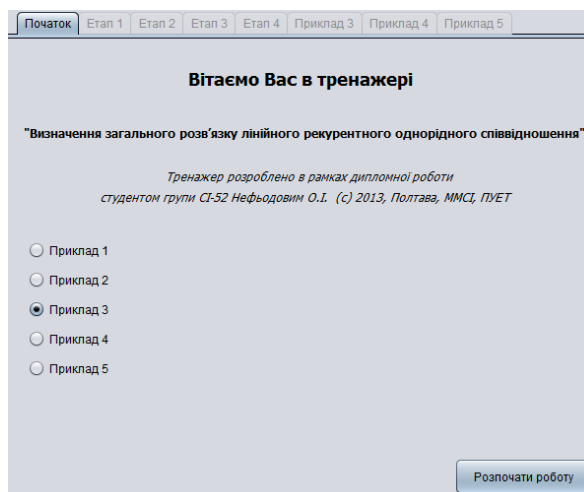 Початок Етап 1 Етап 2 Етап 3 Етап 4 Приклад 3 Приклад 4 Приклад 5
Вітаємо Вас в тренажері
"Визначення загального розв'язку лінійного рекурентного однорідного співвідношення"
Тренажер розроблено в рамках дипломної роботи
студентом групи СІ-52 Нефьодовим О.І. (с) 2013, Полтава, ММСІ, ПУЕТ
Приклад 1
Приклад 2
Приклад 3
Приклад 4
Приклад 5
Розпочати роботу